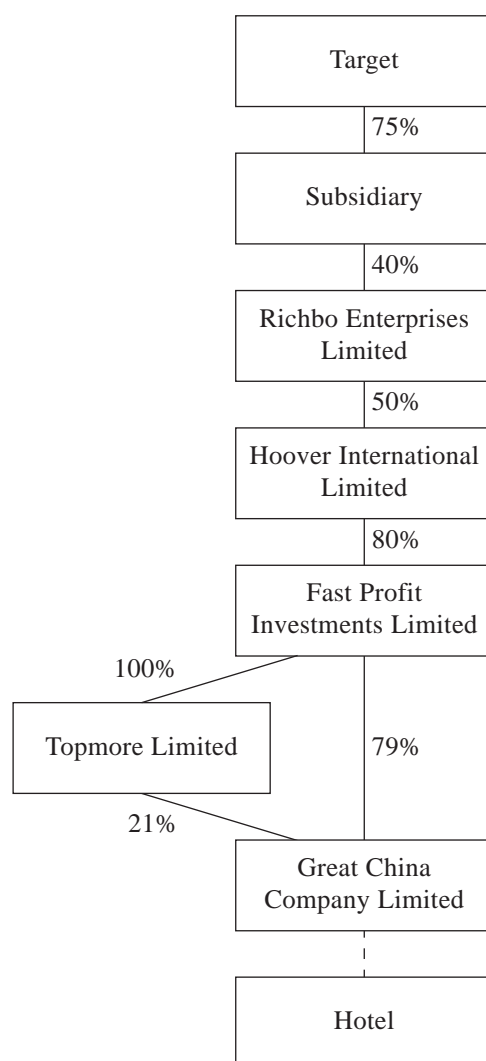 Target
75%
Subsidiary
40%
Richbo Enterprises
Limited
50%
Hoover International
Limited
80%
Fast Profit
Investments Limited
100%
Topmore Limited
79%
21%
Great China
Company Limited
Hotel